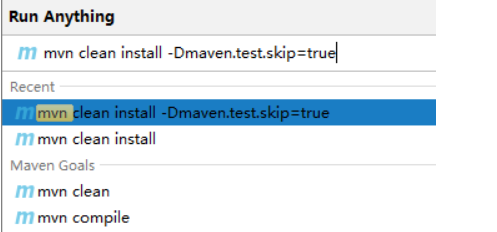 Run Anything
m mvn clean install -Dmaven.test.skip=true
Recent
m mvn clean install -Dmaven.test.skip=true
m mvn clean install
Maven Goals
m mvn clean
m mvn compile